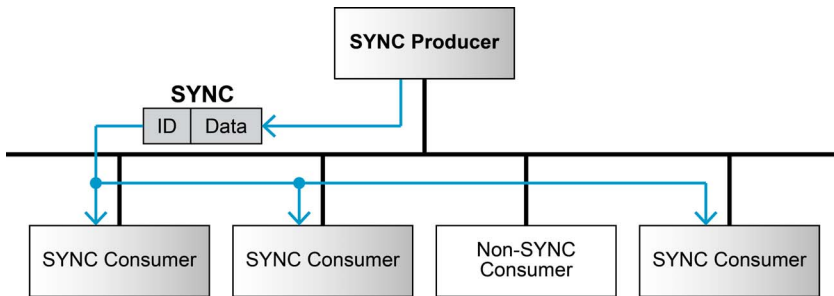 SYNC Producer
SYNC
ID Data
SYNC Consumer
SYNC Consumer
Non-SYNC
Consumer
SYNC Consumer